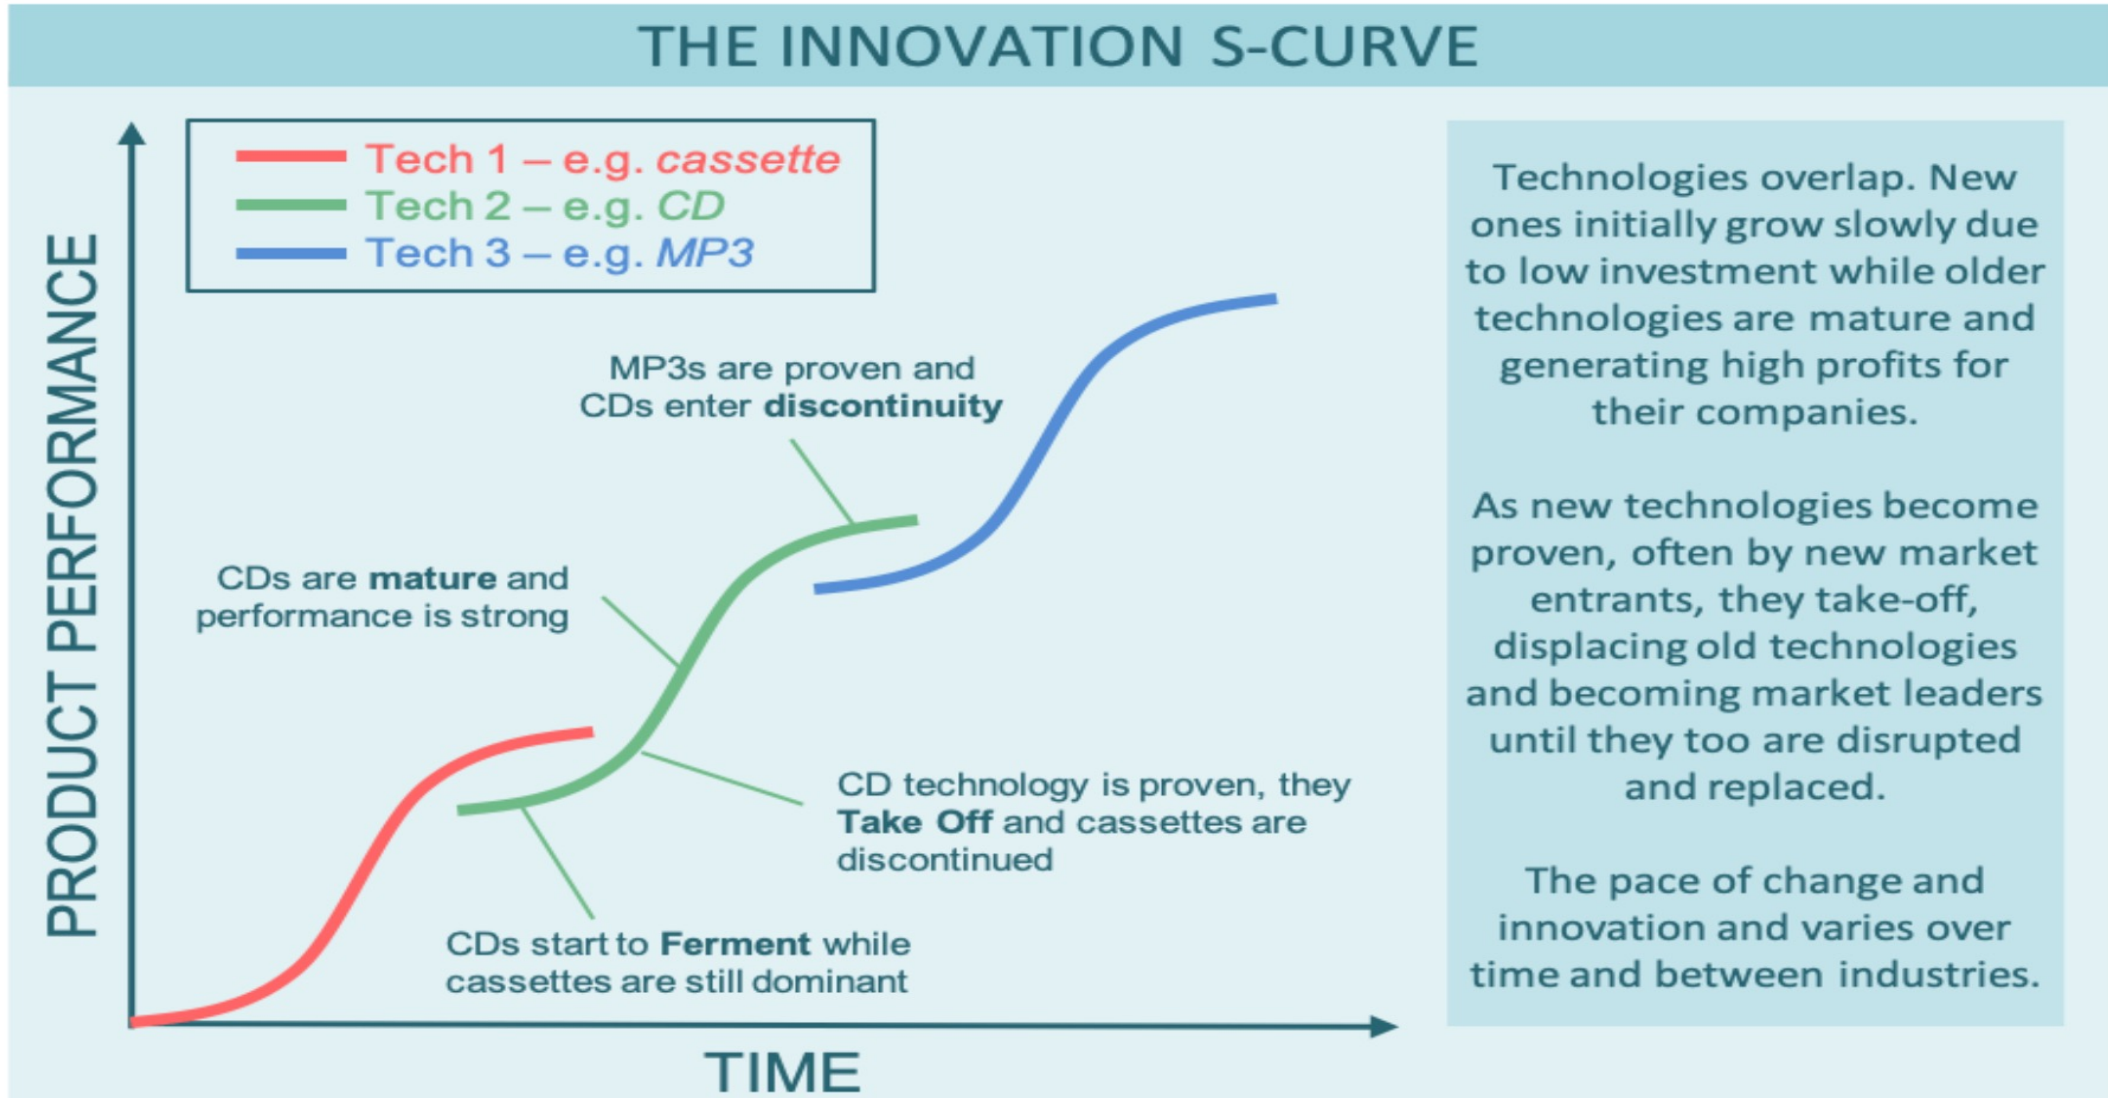 THE INNOVATION S-CURVE
Tech 1 – e.g. cassette
Tech 2 – e.g. CD
Tech 3 – e.g. MP3
PRODUCT PERFORMANCE
MP3s are proven and
CDs enter discontinuity
CDs are mature and
performance is strong
CD technology is proven, they
Take Off and cassettes are
discontinued
CDs start to Ferment while
cassettes are still dominant
TIME
Technologies overlap. New
ones initially grow slowly due
to low investment while older
technologies are mature and
generating high profits for
their companies.
As new technologies become
proven, often by new market
entrants, they take-off,
displacing old technologies
and becoming market leaders
until they too are disrupted
and replaced.
The pace of change and
innovation and varies over
time and between industries.